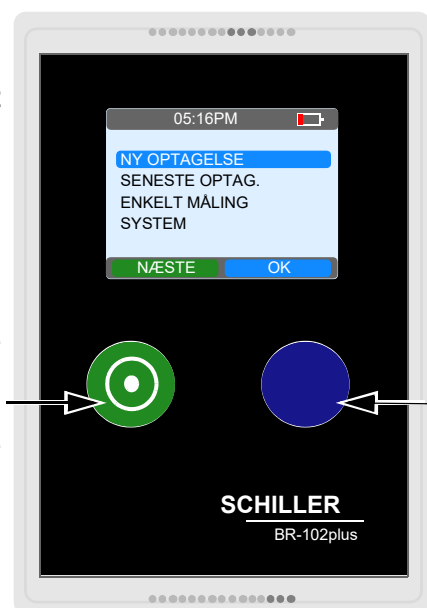 05:16PM
NY OPTAGELSE
SENESTE OPTAG.
ENKELT MÅLING
SYSTEM
NÆSTE OK
SCHILLER
BR-102plus